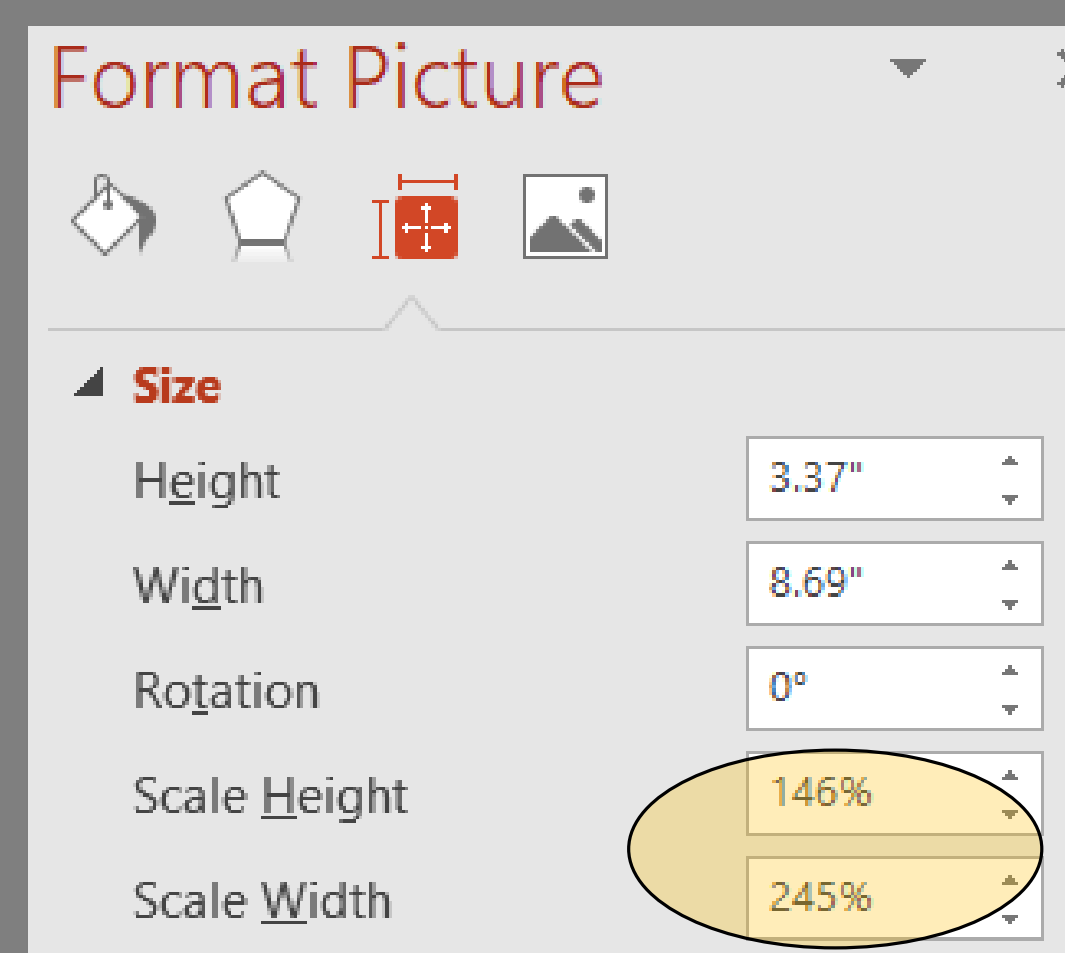 Format Picture
Size
Height 3.37"
Width 8.69"
Rotation 0°
Scale Height 146%
Scale Width 245%